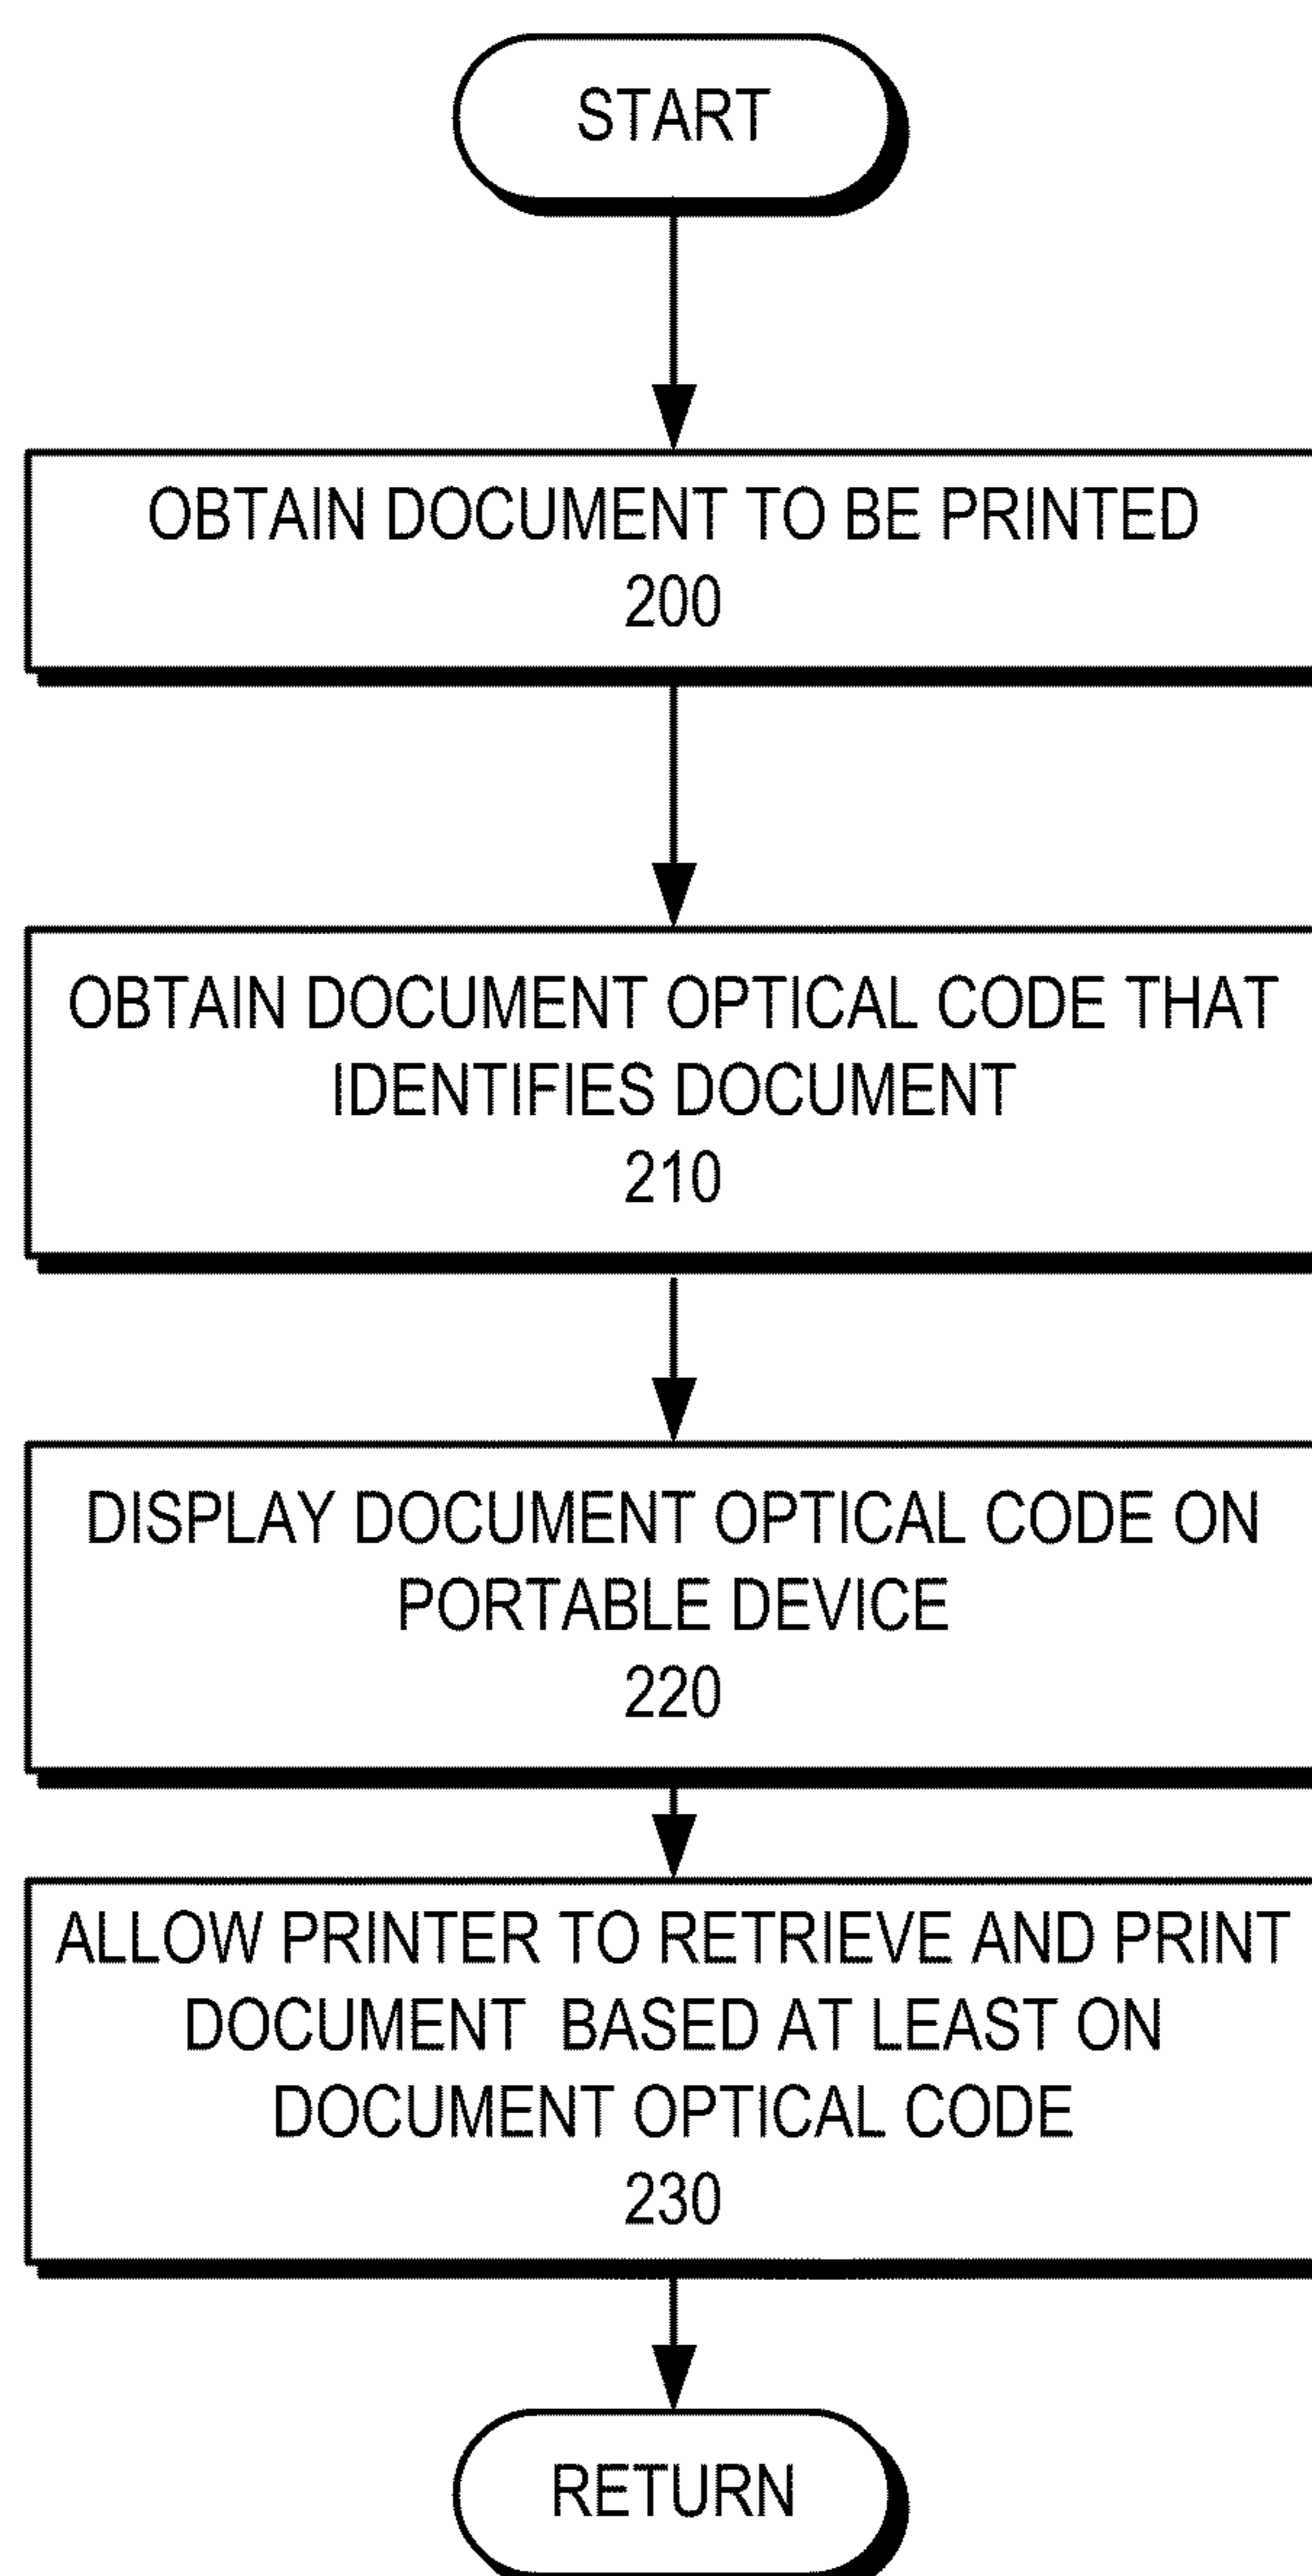 START
OBTAIN DOCUMENT TO BE PRINTED
200
OBTAIN DOCUMENT OPTICAL CODE THAT
IDENTIFIES DOCUMENT
210
DISPLAY DOCUMENT OPTICAL CODE ON
PORTABLE DEVICE
220
ALLOW PRINTER TO RETRIEVE AND PRINT
DOCUMENT BASED AT LEAST ON
DOCUMENT OPTICAL CODE
230
RETURN